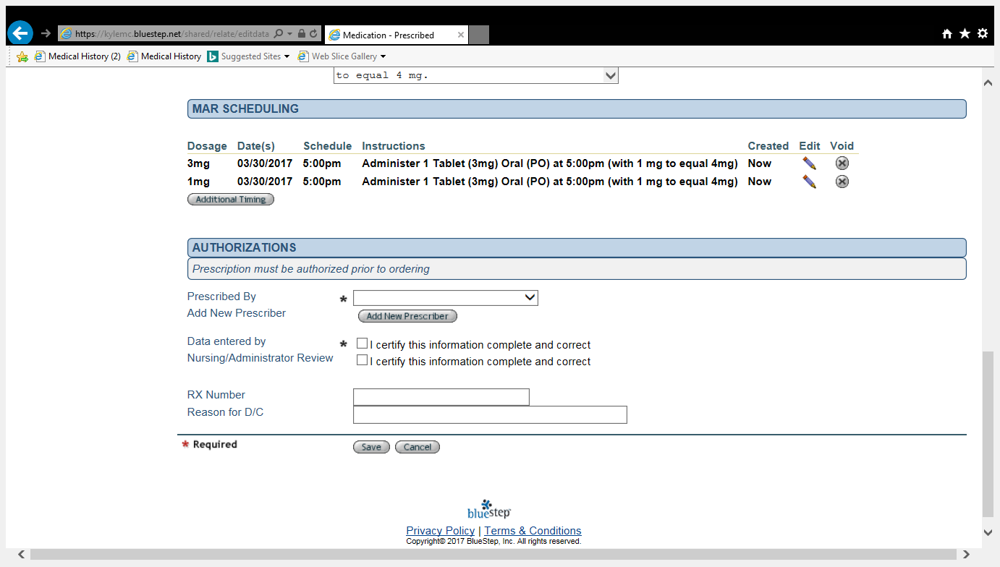 https://kylemc.bluestep.net/shared/relate/editdata
Medication - Prescribed
Medical History (2) Medical History Suggested Sites Web Slice Gallery
to equal 4 mg.
MAR SCHEDULING
Dosage Date(s) Schedule Instructions Created Edit Void
3mg 03/30/2017 5:00pm Administer 1 Tablet (3mg) Oral (PO) at 5:00pm (with 1 mg to equal 4mg) Now
1mg 03/30/2017 5:00pm Administer 1 Tablet (3mg) Oral (PO) at 5:00pm (with 1 mg to equal 4mg) Now
Additional Timing
AUTHORIZATIONS
Prescription must be authorized prior to ordering
Prescribed By *
Add New Prescriber Add New Prescriber
Data entered by * I certify this information complete and correct
Nursing/Administrator Review I certify this information complete and correct
RX Number
Reason for D/C
* Required Save Cancel
bluestep
Privacy Policy | Terms & Conditions
Copyright© 2017 BlueStep, Inc. All rights reserved.